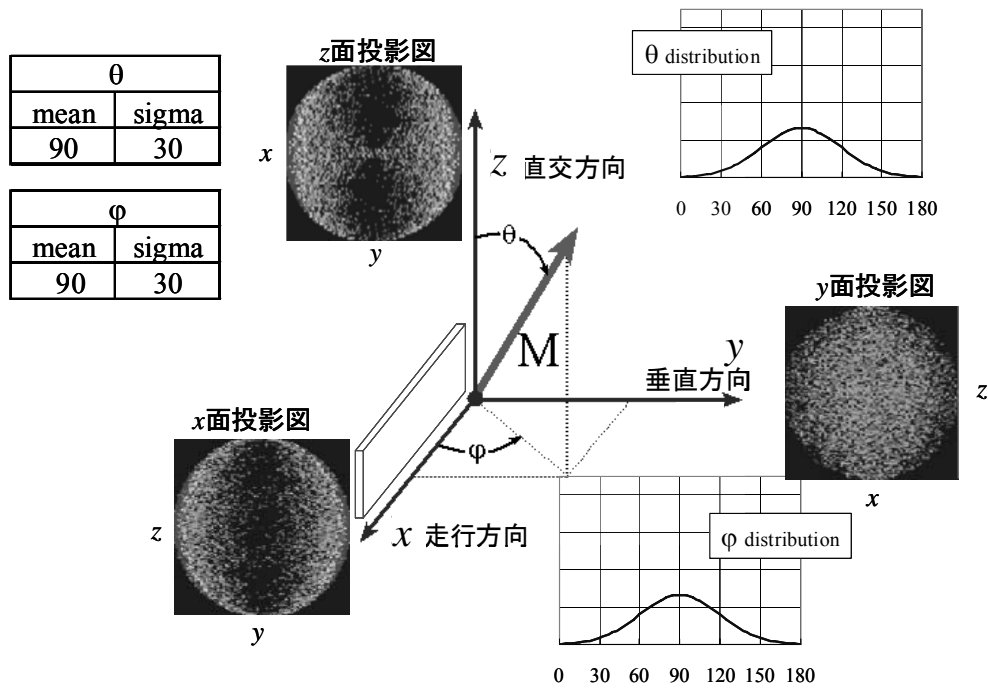 θ
mean sigma
90 30
φ
mean sigma
90 30
z面投影図
x
y
θ distribution
0 30 60 90 120 150 180
z 直交方向
θ
M
y
垂直方向
y面投影図
z
x
x面投影図
z
y
φ
x 走行方向
φ distribution
0 30 60 90 120 150 180